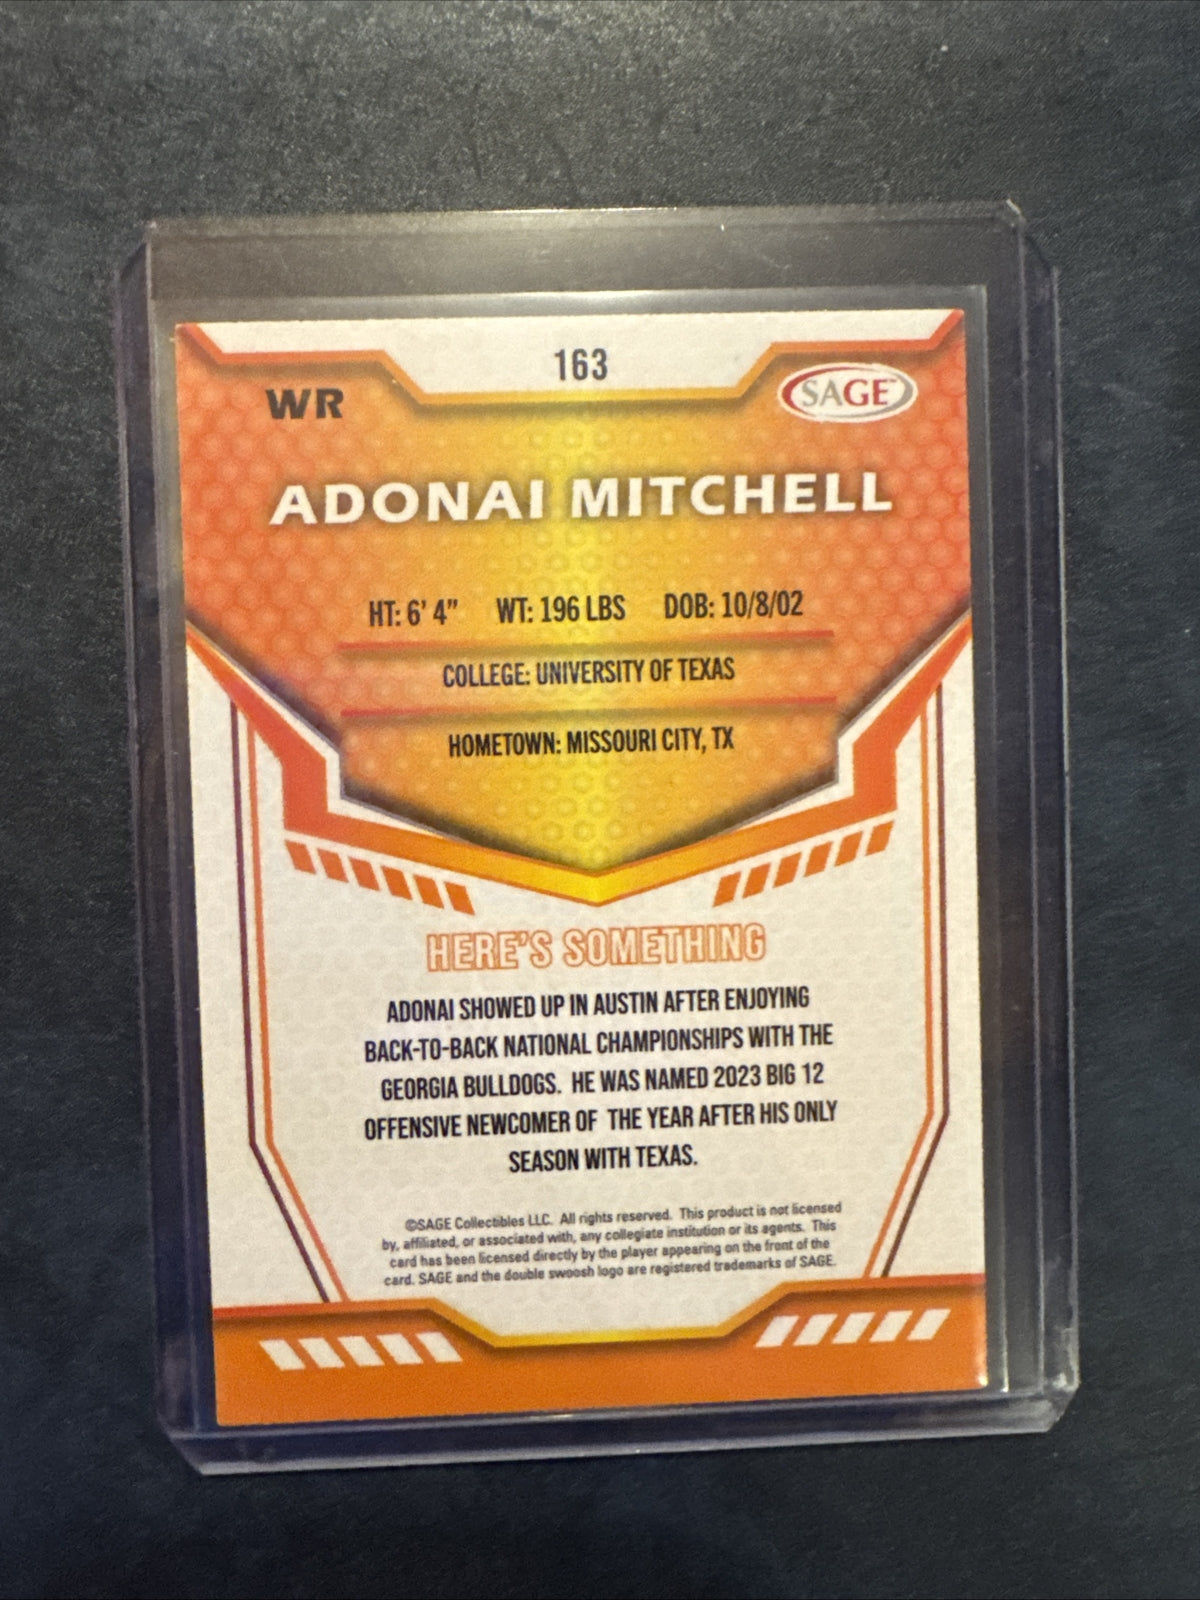 163
WR
SAGE™
ADONAI MITCHELL
HT: 6' 4" WT: 196 LBS DOB: 10/8/02
COLLEGE: UNIVERSITY OF TEXAS
HOMETOWN: MISSOURI CITY, TX
HERE'S SOMETHING
ADONAI SHOWED UP IN AUSTIN AFTER ENJOYING
BACK-TO-BACK NATIONAL CHAMPIONSHIPS WITH THE
GEORGIA BULLDOGS. HE WAS NAMED 2023 BIG 12
OFFENSIVE NEWCOMER OF THE YEAR AFTER HIS ONLY
SEASON WITH TEXAS.
©SAGE Collectibles LLC. All rights reserved. This product is not licensed
by, affiliated, or associated with, any collegiate institution or its agents. This
card has been licensed directly by the player appearing on the front of the
card. SAGE and the double swoosh logo are registered trademarks of SAGE.